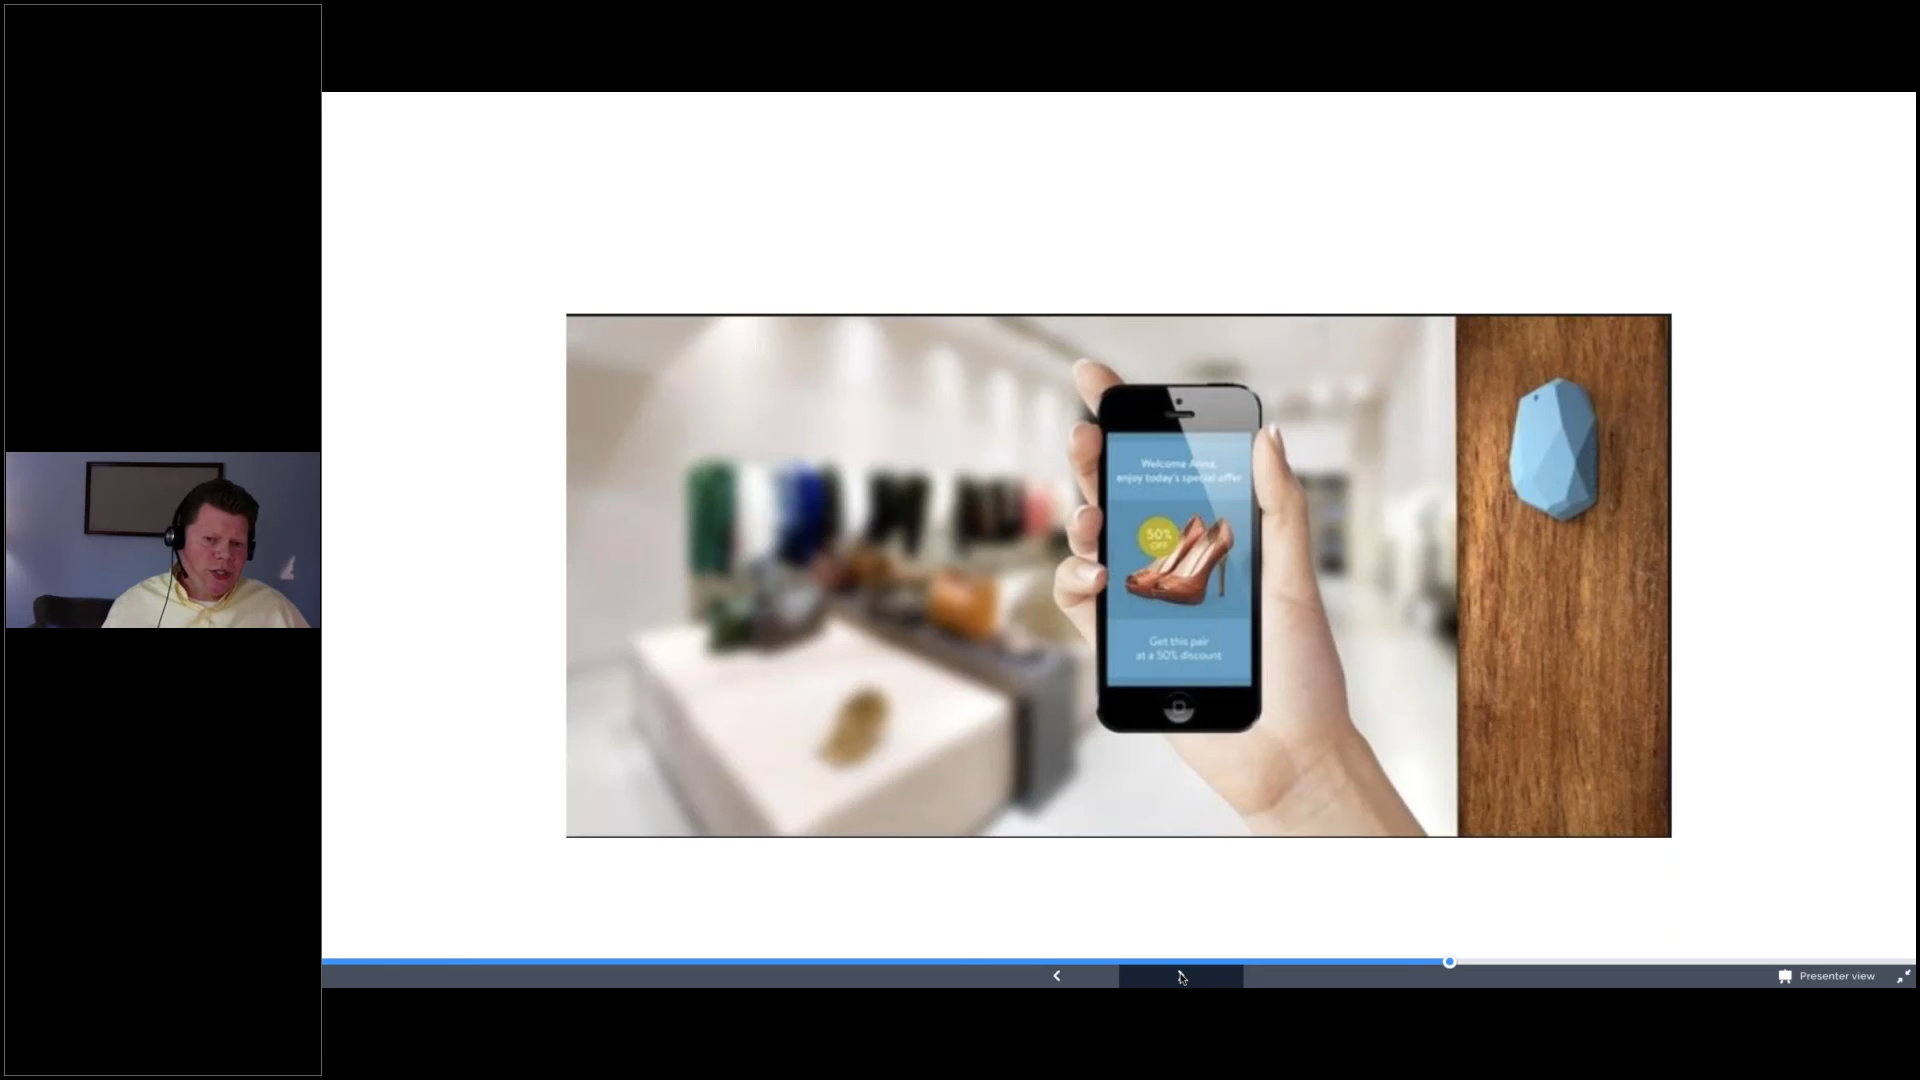 Welcome Anna,
enjoy today's special offer
50%
OFF
Get this pair
at a 50% discount
Presenter view